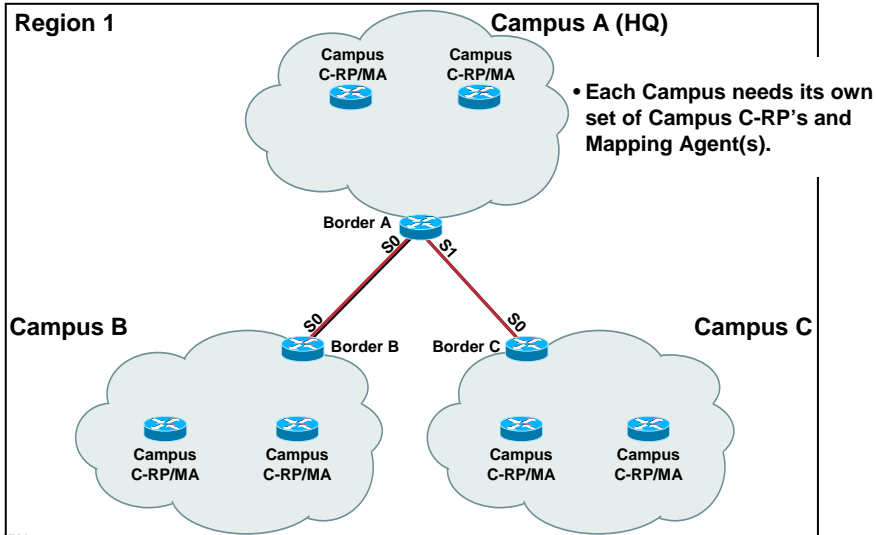 Region 1
Campus A (HQ)
Campus
C-RP/MA
Campus
C-RP/MA
• Each Campus needs its own
set of Campus C-RP's and
Mapping Agent(s).
Border A
S0
S1
S0
S0
Campus B
Campus C
Border B
Border C
Campus
C-RP/MA
Campus
C-RP/MA
Campus
C-RP/MA
Campus
C-RP/MA